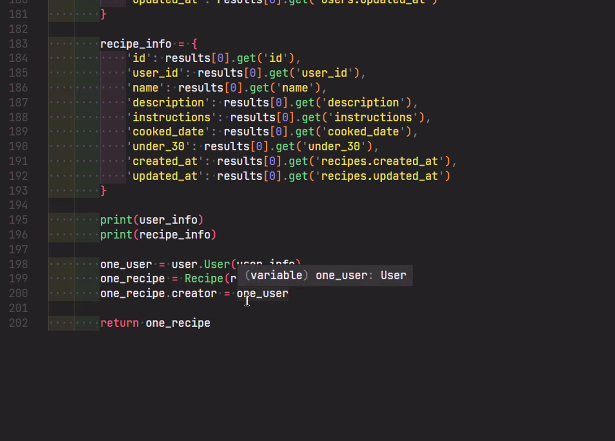 180 'updated_at': results[0].get('users.updated_at')
181 }
182
183 recipe_info = {
184 'id': results[0].get('id'),
185 'user_id': results[0].get('user_id'),
186 'name': results[0].get('name'),
187 'description': results[0].get('description'),
188 'instructions': results[0].get('instructions'),
189 'cooked_date': results[0].get('cooked_date'),
190 'under_30': results[0].get('under_30'),
191 'created_at': results[0].get('recipes.created_at'),
192 'updated_at': results[0].get('recipes.updated_at')
193 }
194
195 print(user_info)
196 print(recipe_info)
197
198 one_user = user.User(user_info)
(variable) one_user: User
199 one_recipe = Recipe(r
200 one_recipe.creator = one_user
201
202 return one_recipe